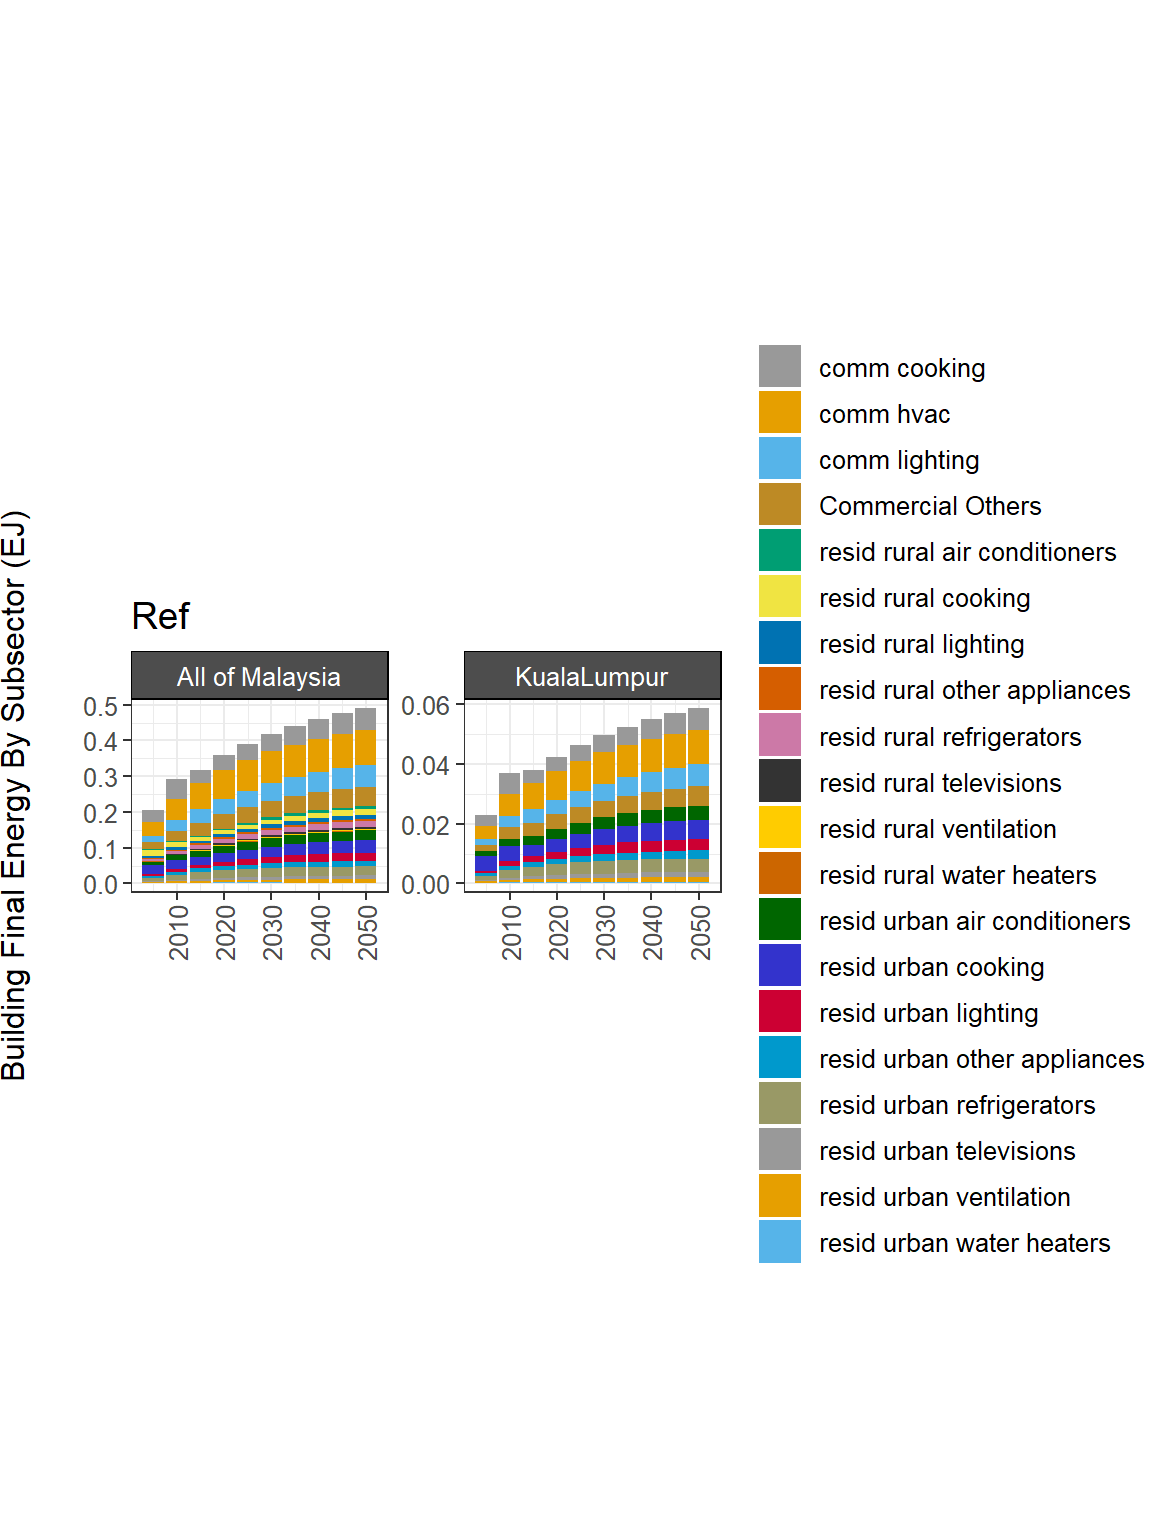 Building Final Energy By Subsector (EJ)
Ref
All of Malaysia
0.5
0.4
0.3
0.2
0.1
0.0
2010
2020
2030
2040
2050
KualaLumpur
0.06
0.04
0.02
0.00
2010
2020
2030
2040
2050
comm cooking
comm hvac
comm lighting
Commercial Others
resid rural air conditioners
resid rural cooking
resid rural lighting
resid rural other appliances
resid rural refrigerators
resid rural televisions
resid rural ventilation
resid rural water heaters
resid urban air conditioners
resid urban cooking
resid urban lighting
resid urban other appliances
resid urban refrigerators
resid urban televisions
resid urban ventilation
resid urban water heaters